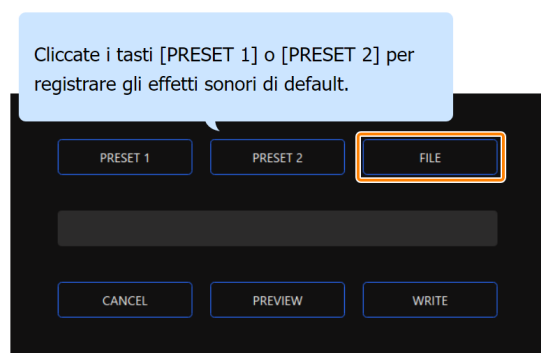 Cliccate i tasti [PRESET 1] o [PRESET 2] per
registrare gli effetti sonori di default.
PRESET 1 PRESET 2 FILE
CANCEL PREVIEW WRITE